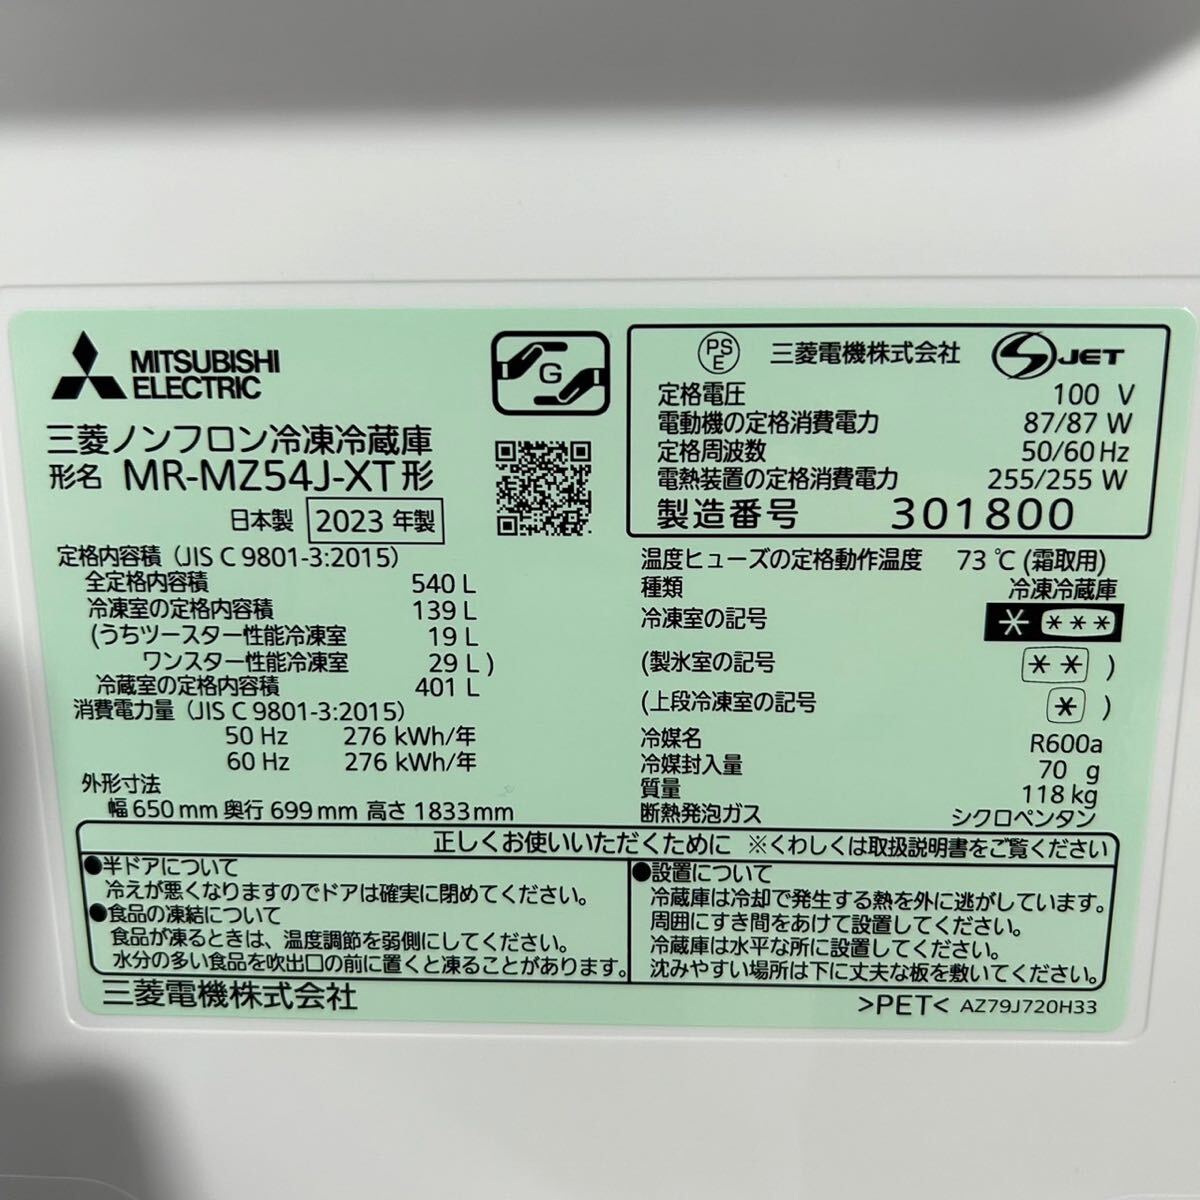 MITSUBISHI
ELECTRIC
G
三菱ノンフロン冷凍冷蔵庫
形名 MR-MZ54J-XT形
日本製 2023 年製
定格内容積（JIS C 9801-3:2015）
全定格内容積 540 L
冷凍室の定格内容積 139 L
(うちツースター性能冷凍室 19 L
ワンスター性能冷凍室 29 L )
冷蔵室の定格内容積 401 L
消費電力量（JIS C 9801-3:2015）
50 Hz 276 kWh/年
60 Hz 276 kWh/年
外形寸法
幅 650 mm 奥行 699 mm 高さ 1833 mm
PS
E 三菱電機株式会社 JET
定格電圧 100 V
電動機の定格消費電力 87/87 W
定格周波数 50/60 Hz
電熱装置の定格消費電力 255/255 W
製造番号 301800
温度ヒューズの定格動作温度 73 ℃ (霜取用)
種類 冷凍冷蔵庫
冷凍室の記号 * ***
(製氷室の記号 ** )
(上段冷凍室の記号 * )
冷媒名 R600a
冷媒封入量 70 g
質量 118 kg
断熱発泡ガス シクロペンタン
正しくお使いいただくために ※くわしくは取扱説明書をご覧ください
●半ドアについて
冷えが悪くなりますのでドアは確実に閉めてください。
●食品の凍結について
食品が凍るときは、温度調節を弱側にしてください。
水分の多い食品を吹出口の前に置くと凍ることがあります。
●設置について
冷蔵庫は冷却で発生する熱を外に逃がしています。
周囲にすき間をあけて設置してください。
冷蔵庫は水平な所に設置してください。
沈みやすい場所は下に丈夫な板を敷いてください。
三菱電機株式会社
>PET< AZ79J720H33